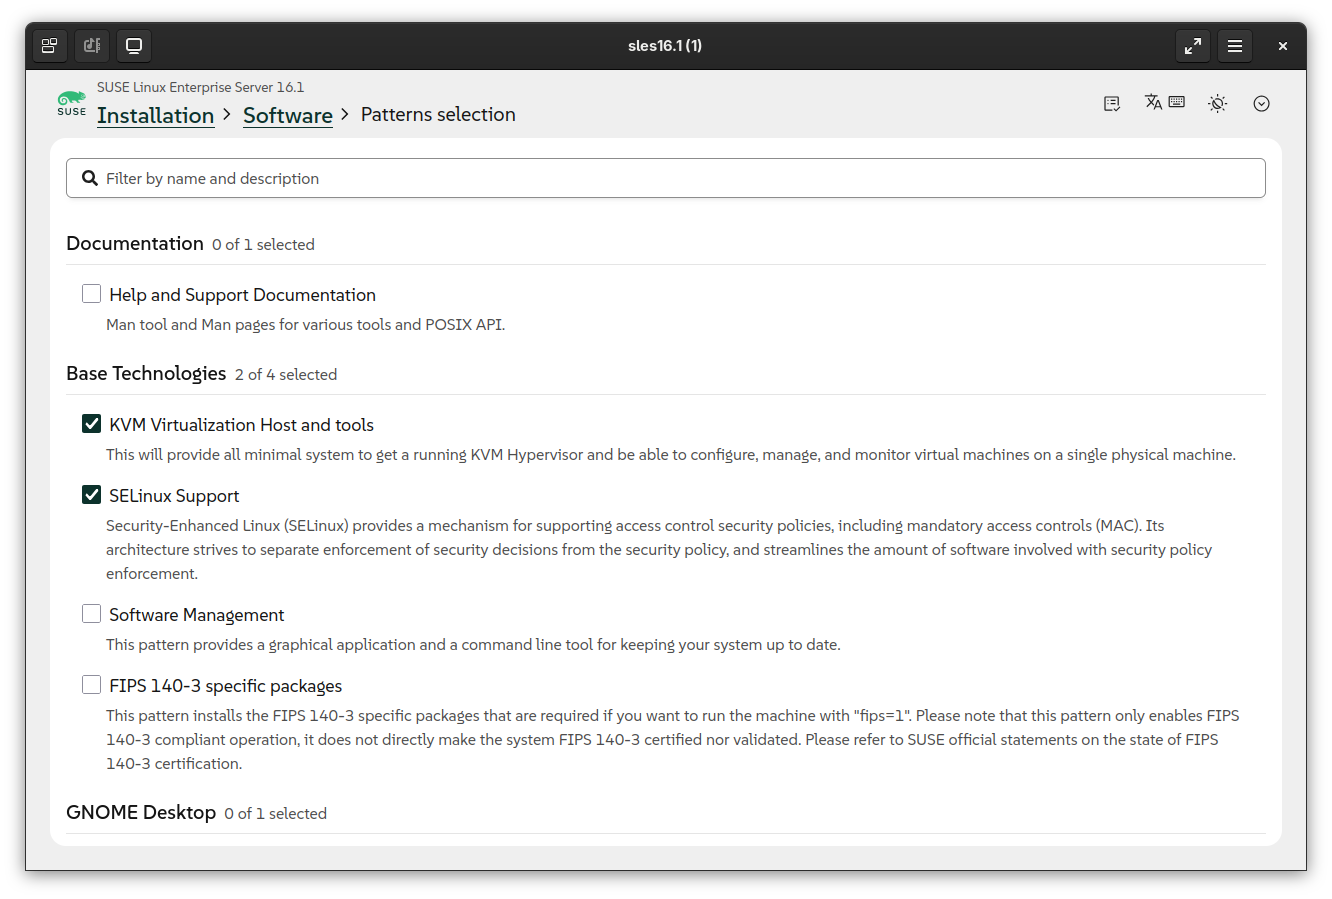 sles16.1 (1)
SUSE Linux Enterprise Server 16.1
SUSE
Installation > Software > Patterns selection
Filter by name and description
Documentation 0 of 1 selected
Help and Support Documentation
Man tool and Man pages for various tools and POSIX API.
Base Technologies 2 of 4 selected
KVM Virtualization Host and tools
This will provide all minimal system to get a running KVM Hypervisor and be able to configure, manage, and monitor virtual machines on a single physical machine.
SELinux Support
Security-Enhanced Linux (SELinux) provides a mechanism for supporting access control security policies, including mandatory access controls (MAC). Its
architecture strives to separate enforcement of security decisions from the security policy, and streamlines the amount of software involved with security policy
enforcement.
Software Management
This pattern provides a graphical application and a command line tool for keeping your system up to date.
FIPS 140-3 specific packages
This pattern installs the FIPS 140-3 specific packages that are required if you want to run the machine with "fips=1". Please note that this pattern only enables FIPS
140-3 compliant operation, it does not directly make the system FIPS 140-3 certified nor validated. Please refer to SUSE official statements on the state of FIPS
140-3 certification.
GNOME Desktop 0 of 1 selected